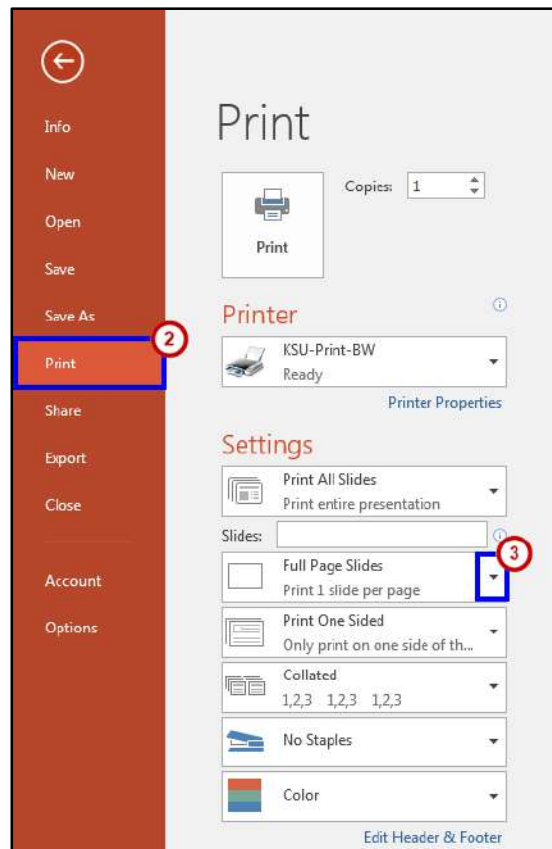 Info
New
Open
Save
Save As
2
Print
Share
Export
Close
Account
Options
Print
Copies: 1
Print
Printer
KSU-Print-BW
Ready
Printer Properties
Settings
Print All Slides
Print entire presentation
Slides:
3
Full Page Slides
Print 1 slide per page
Print One Sided
Only print on one side of th...
Collated
1,2,3 1,2,3 1,2,3
No Staples
Color
Edit Header & Footer